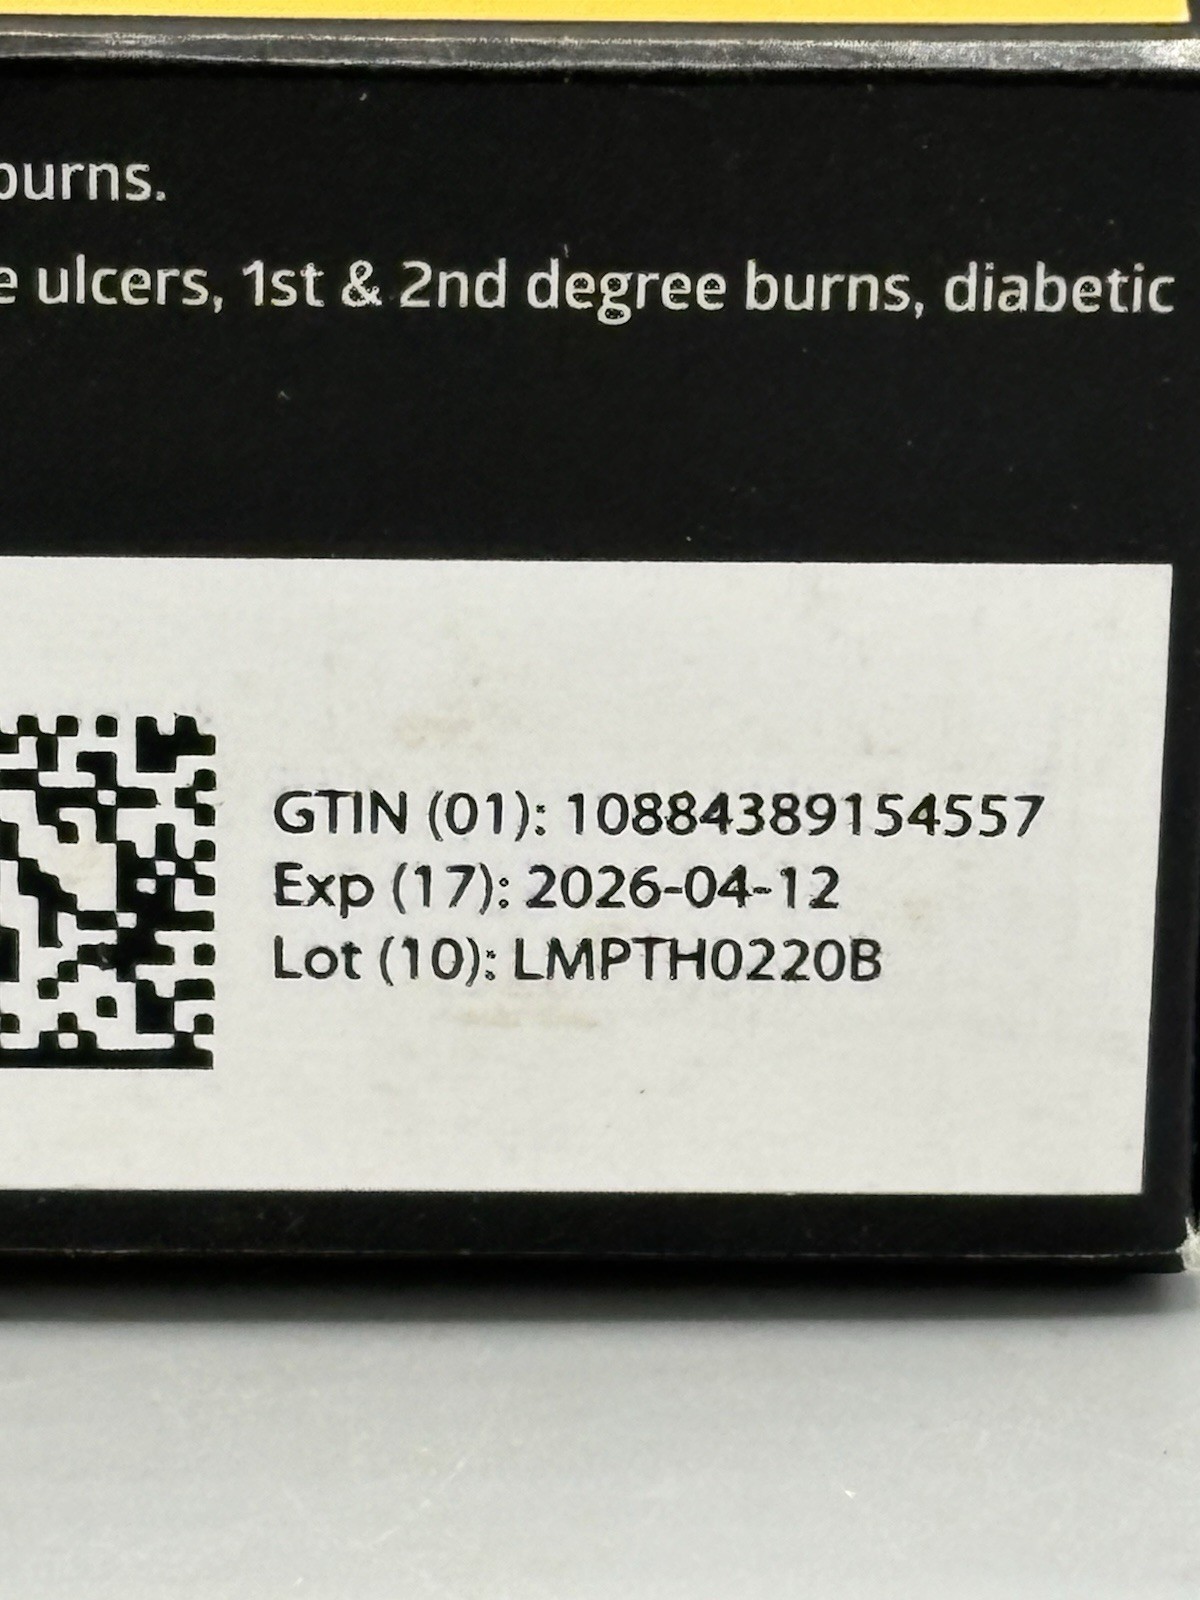 burns.
e ulcers, 1st & 2nd degree burns, diabetic
GTIN (01): 10884389154557
Exp (17): 2026-04-12
Lot (10): LMPTH0220B